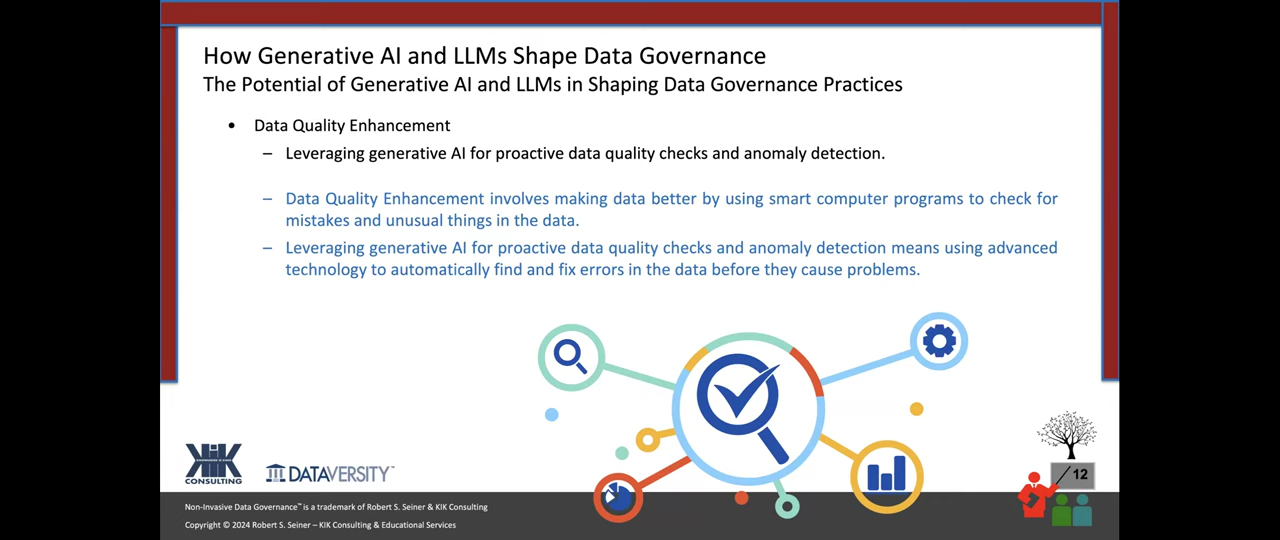 How Generative AI and LLMs Shape Data Governance
The Potential of Generative AI and LLMs in Shaping Data Governance Practices
• Data Quality Enhancement
– Leveraging generative AI for proactive data quality checks and anomaly detection.
– Data Quality Enhancement involves making data better by using smart computer programs to check for
mistakes and unusual things in the data.
– Leveraging generative AI for proactive data quality checks and anomaly detection means using advanced
technology to automatically find and fix errors in the data before they cause problems.
KIK
CONSULTING
DATAVERSITY™
12
Non-Invasive Data Governance™ is a trademark of Robert S. Seiner & KIK Consulting
Copyright © 2024 Robert S. Seiner – KIK Consulting & Educational Services